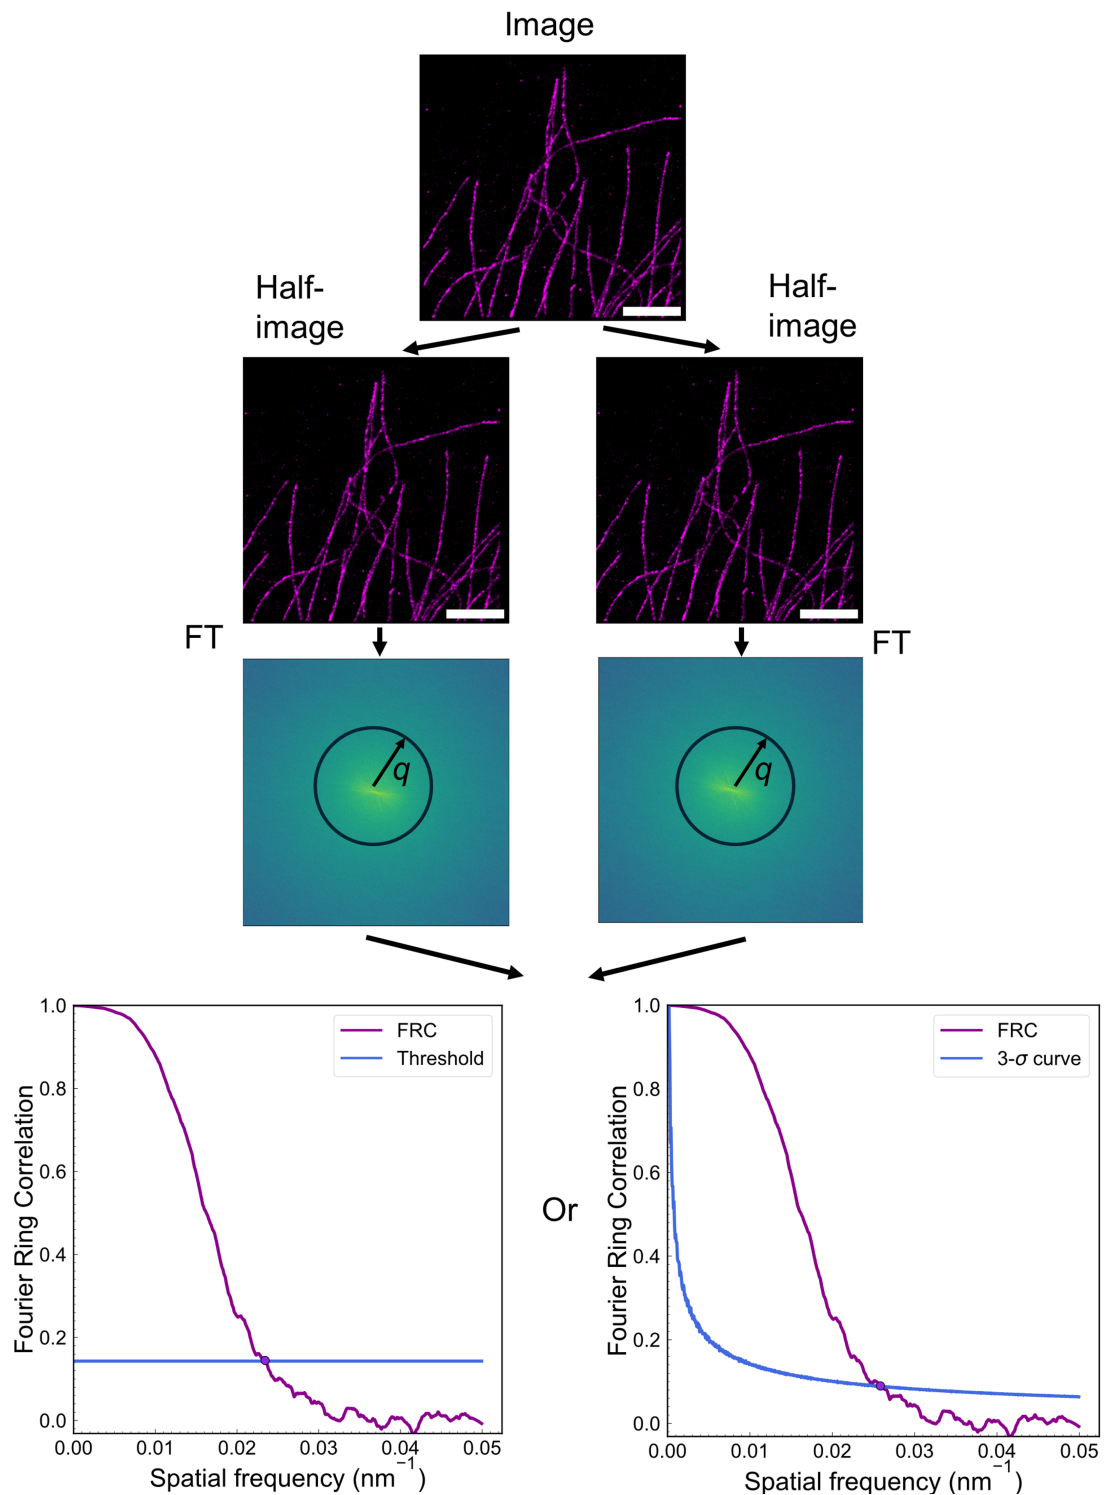 Image
Half-
image
Half-
image
FT
FT
q
q
1.0
0.8
0.6
0.4
0.2
0.0
Fourier Ring Correlation
FRC
Threshold
0.00 0.01 0.02 0.03 0.04 0.05
Spatial frequency (nm⁻¹)
Or
1.0
0.8
0.6
0.4
0.2
0.0
Fourier Ring Correlation
FRC
3-σ curve
0.00 0.01 0.02 0.03 0.04 0.05
Spatial frequency (nm⁻¹)